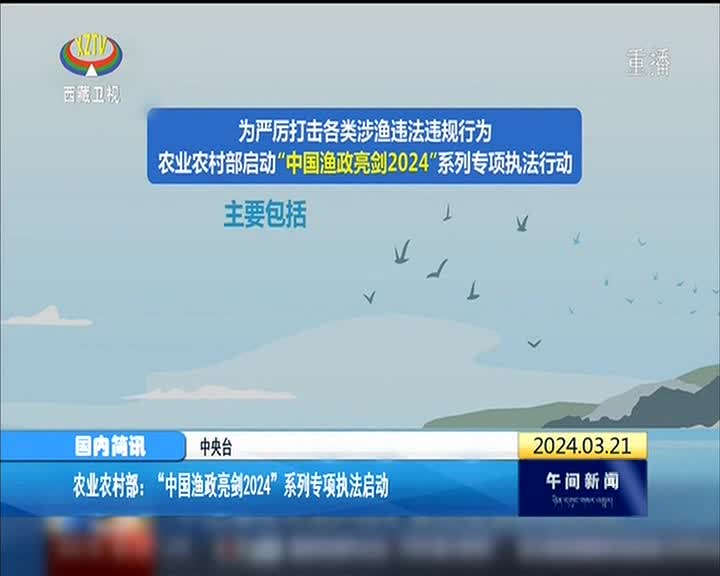 XZTV
西藏卫视
重播
为严厉打击各类涉渔违法违规行为
农业农村部启动“中国渔政亮剑2024”系列专项执法行动
主要包括
国内简讯
中央台
2024.03.21
农业农村部：“中国渔政亮剑2024”系列专项执法启动
午间新闻